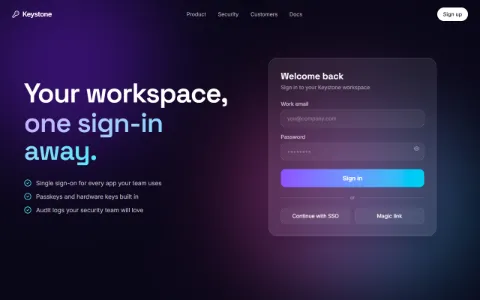 Keystone
Product Security Customers Docs
Sign up
Your workspace,
one sign-in
away.
Single sign-on for every app your team uses
Passkeys and hardware keys built in
Audit logs your security team will love
Welcome back
Sign in to your Keystone workspace
Work email
you@company.com
Password
Sign in
or
Continue with SSO
Magic link